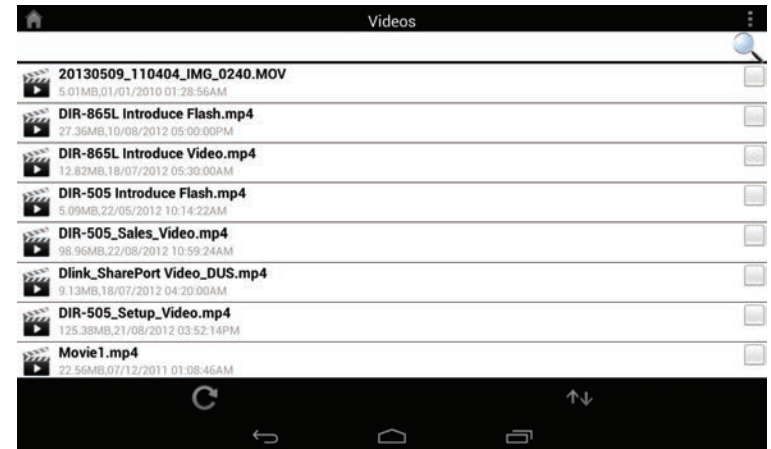 Videos
20130509_110404_IMG_0240.MOV
5.01MB,01/01/2010 01:28:56AM
DIR-865L Introduce Flash.mp4
27.36MB,10/08/2012 05:00:00PM
DIR-865L Introduce Video.mp4
12.82MB,18/07/2012 05:30:00AM
DIR-505 Introduce Flash.mp4
5.09MB,22/05/2012 10:14:22AM
DIR-505_Sales_Video.mp4
98.96MB,22/08/2012 10:59:24AM
Dlink_SharePort Video_DUS.mp4
9.13MB,18/07/2012 04:20:00AM
DIR-505_Setup_Video.mp4
125.38MB,21/08/2012 03:52:14PM
Movie1.mp4
22.56MB,07/12/2011 01:08:46AM